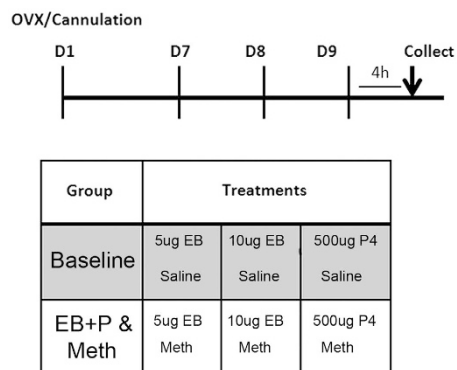 OVX/Cannulation
D1 D7 D8 D9 Collect
4h
Group Treatments
Baseline 5ug EB Saline 10ug EB Saline 500ug P4 Saline
EB+P & Meth 5ug EB Meth 10ug EB Meth 500ug P4 Meth